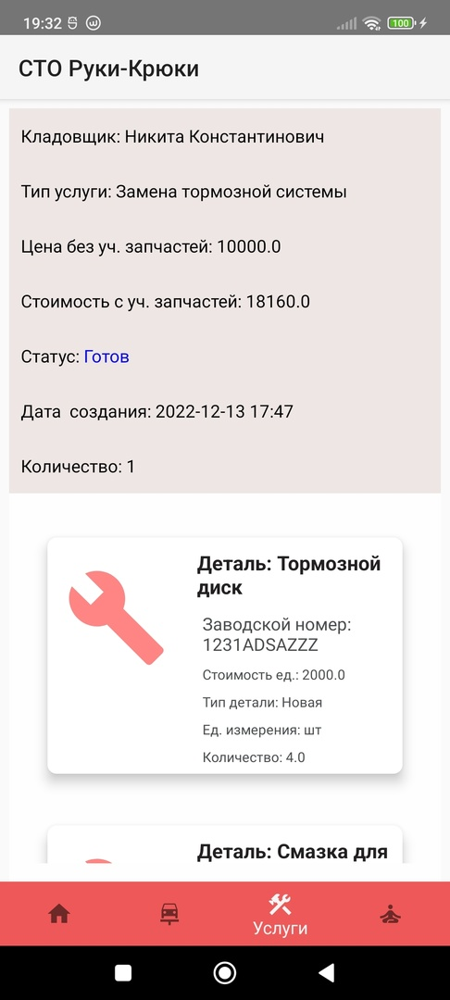 19:32
100
СТО Руки-Крюки
Кладовщик: Никита Константинович
Тип услуги: Замена тормозной системы
Цена без уч. запчастей: 10000.0
Стоимость с уч. запчастей: 18160.0
Статус: Готов
Дата  создания: 2022-12-13 17:47
Количество: 1
Деталь: Тормозной
диск
Заводской номер:
1231ADSAZZZ
Стоимость ед.: 2000.0
Тип детали: Новая
Ед. измерения: шт
Количество: 4.0
Деталь: Смазка для
Услуги